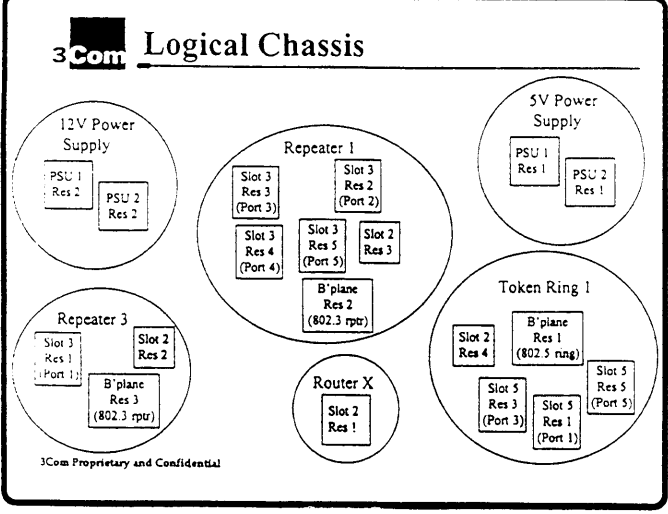 3Com Logical Chassis
12V Power
Supply
PSU 1
Res 2
PSU 2
Res 2
Repeater 1
Slot 3
Res 3
(Port 3)
Slot 3
Res 2
(Port 2)
Slot 3
Res 4
(Port 4)
Slot 3
Res 5
(Port 5)
Slot 2
Res 3
B'plane
Res 2
(802.3 rptr)
5V Power
Supply
PSU 1
Res 1
PSU 2
Res !
Repeater 3
Slot 3
Res 1
(Port 1)
Slot 2
Res 2
B'plane
Res 3
(802.3 rptr)
Router X
Slot 2
Res !
Token Ring 1
Slot 2
Res 4
B'plane
Res 1
(802.5 ring)
Slot 5
Res 3
(Port 3)
Slot 5
Res 1
(Port 1)
Slot 5
Res 5
(Port 5)
3Com Proprietary and Confidential